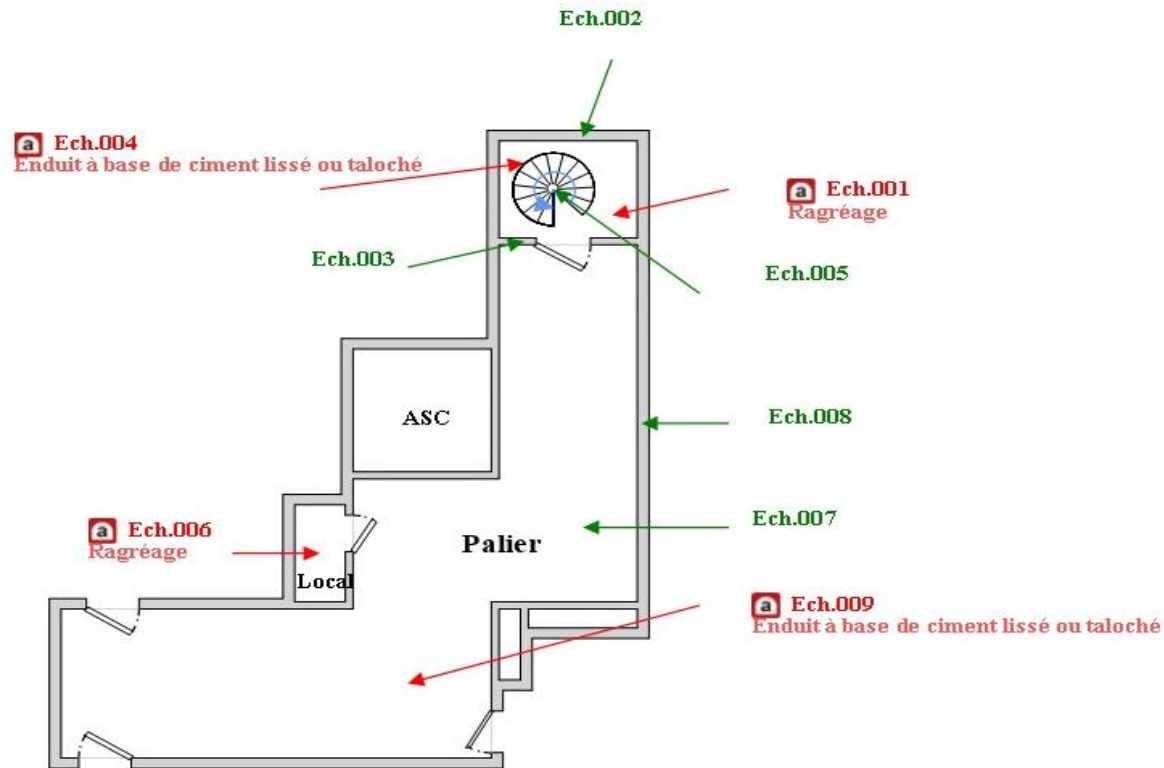 Ech.002
a Ech.004
Enduit à base de ciment lissé ou taloché
a Ech.001
Ragréage
Ech.003
Ech.005
ASC
Ech.008
a Ech.006
Ragréage
Ech.007
Palier
Local
a Ech.009
Enduit à base de ciment lissé ou taloché